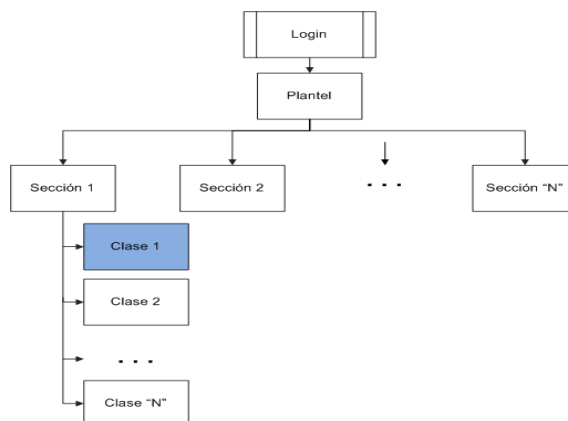 Login
Plantel
Sección 1
Sección 2
...
Sección “N”
Clase 1
Clase 2
...
Clase “N”